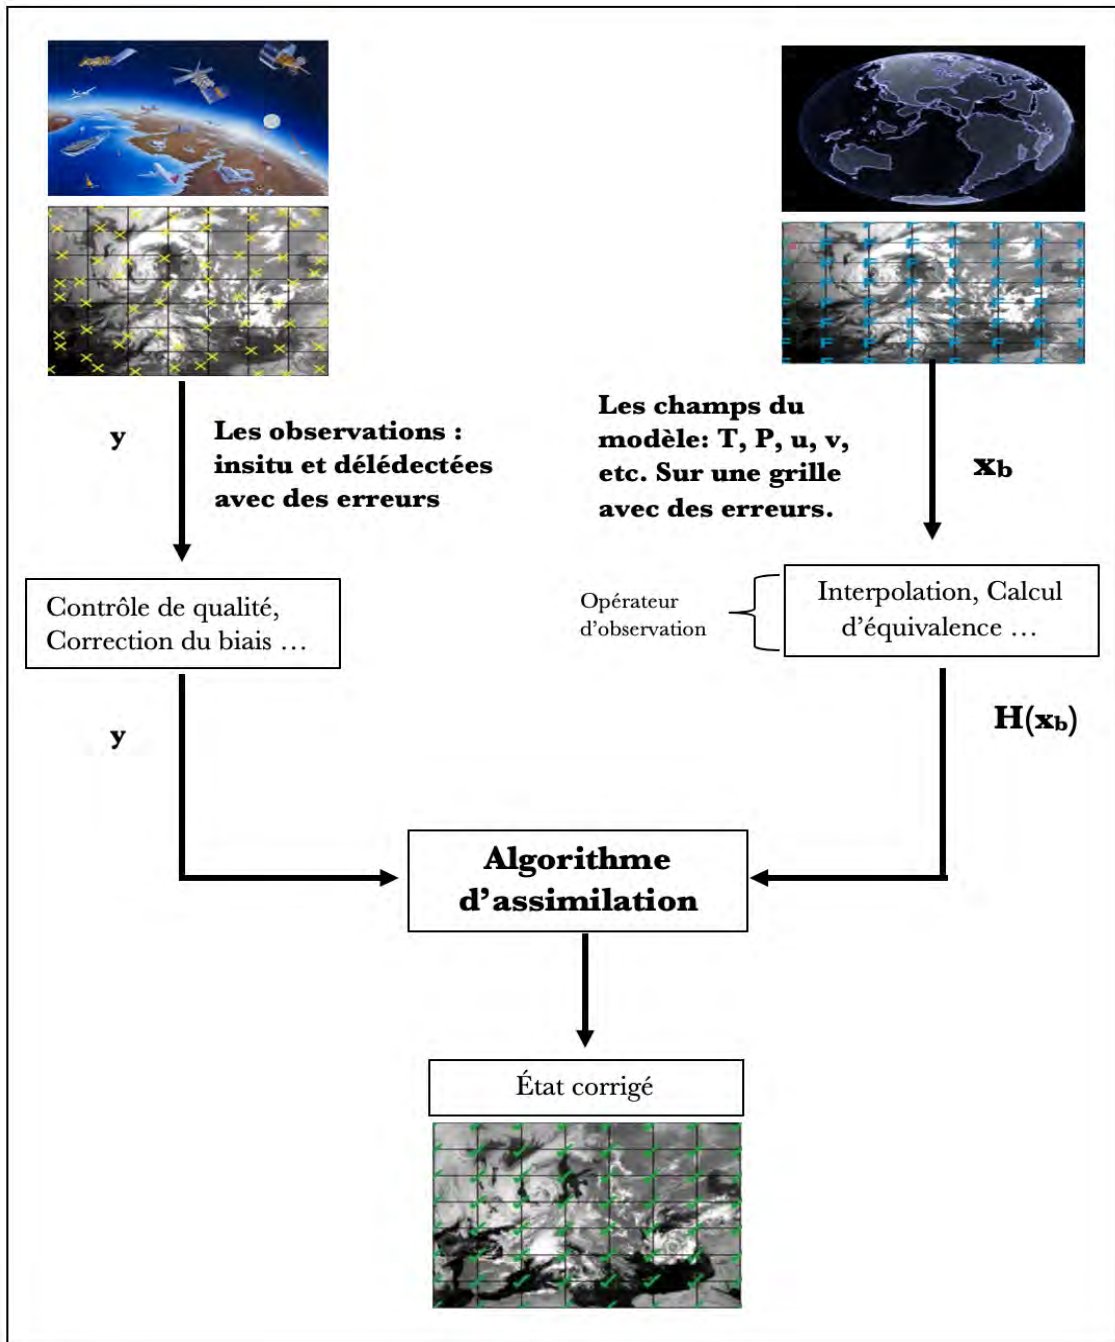 y
Les observations :
insitu et délédectées
avec des erreurs
Les champs du
modèle: T, P, u, v,
etc. Sur une grille
avec des erreurs.
xb
Contrôle de qualité,
Correction du biais …
Opérateur
d’observation
Interpolation, Calcul
d’équivalence …
y
H(xb)
Algorithme
d’assimilation
État corrigé